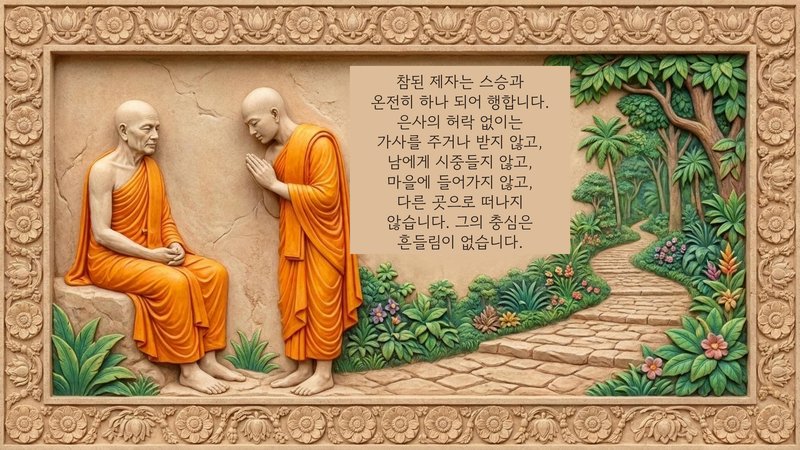 참된 제자는 스승과
온전히 하나 되어 행합니다.
은사의 허락 없이는
가사를 주거나 받지 않고,
남에게 시중들지 않고,
마을에 들어가지 않고,
다른 곳으로 떠나지
않습니다. 그의 충심은
흔들림이 없습니다.